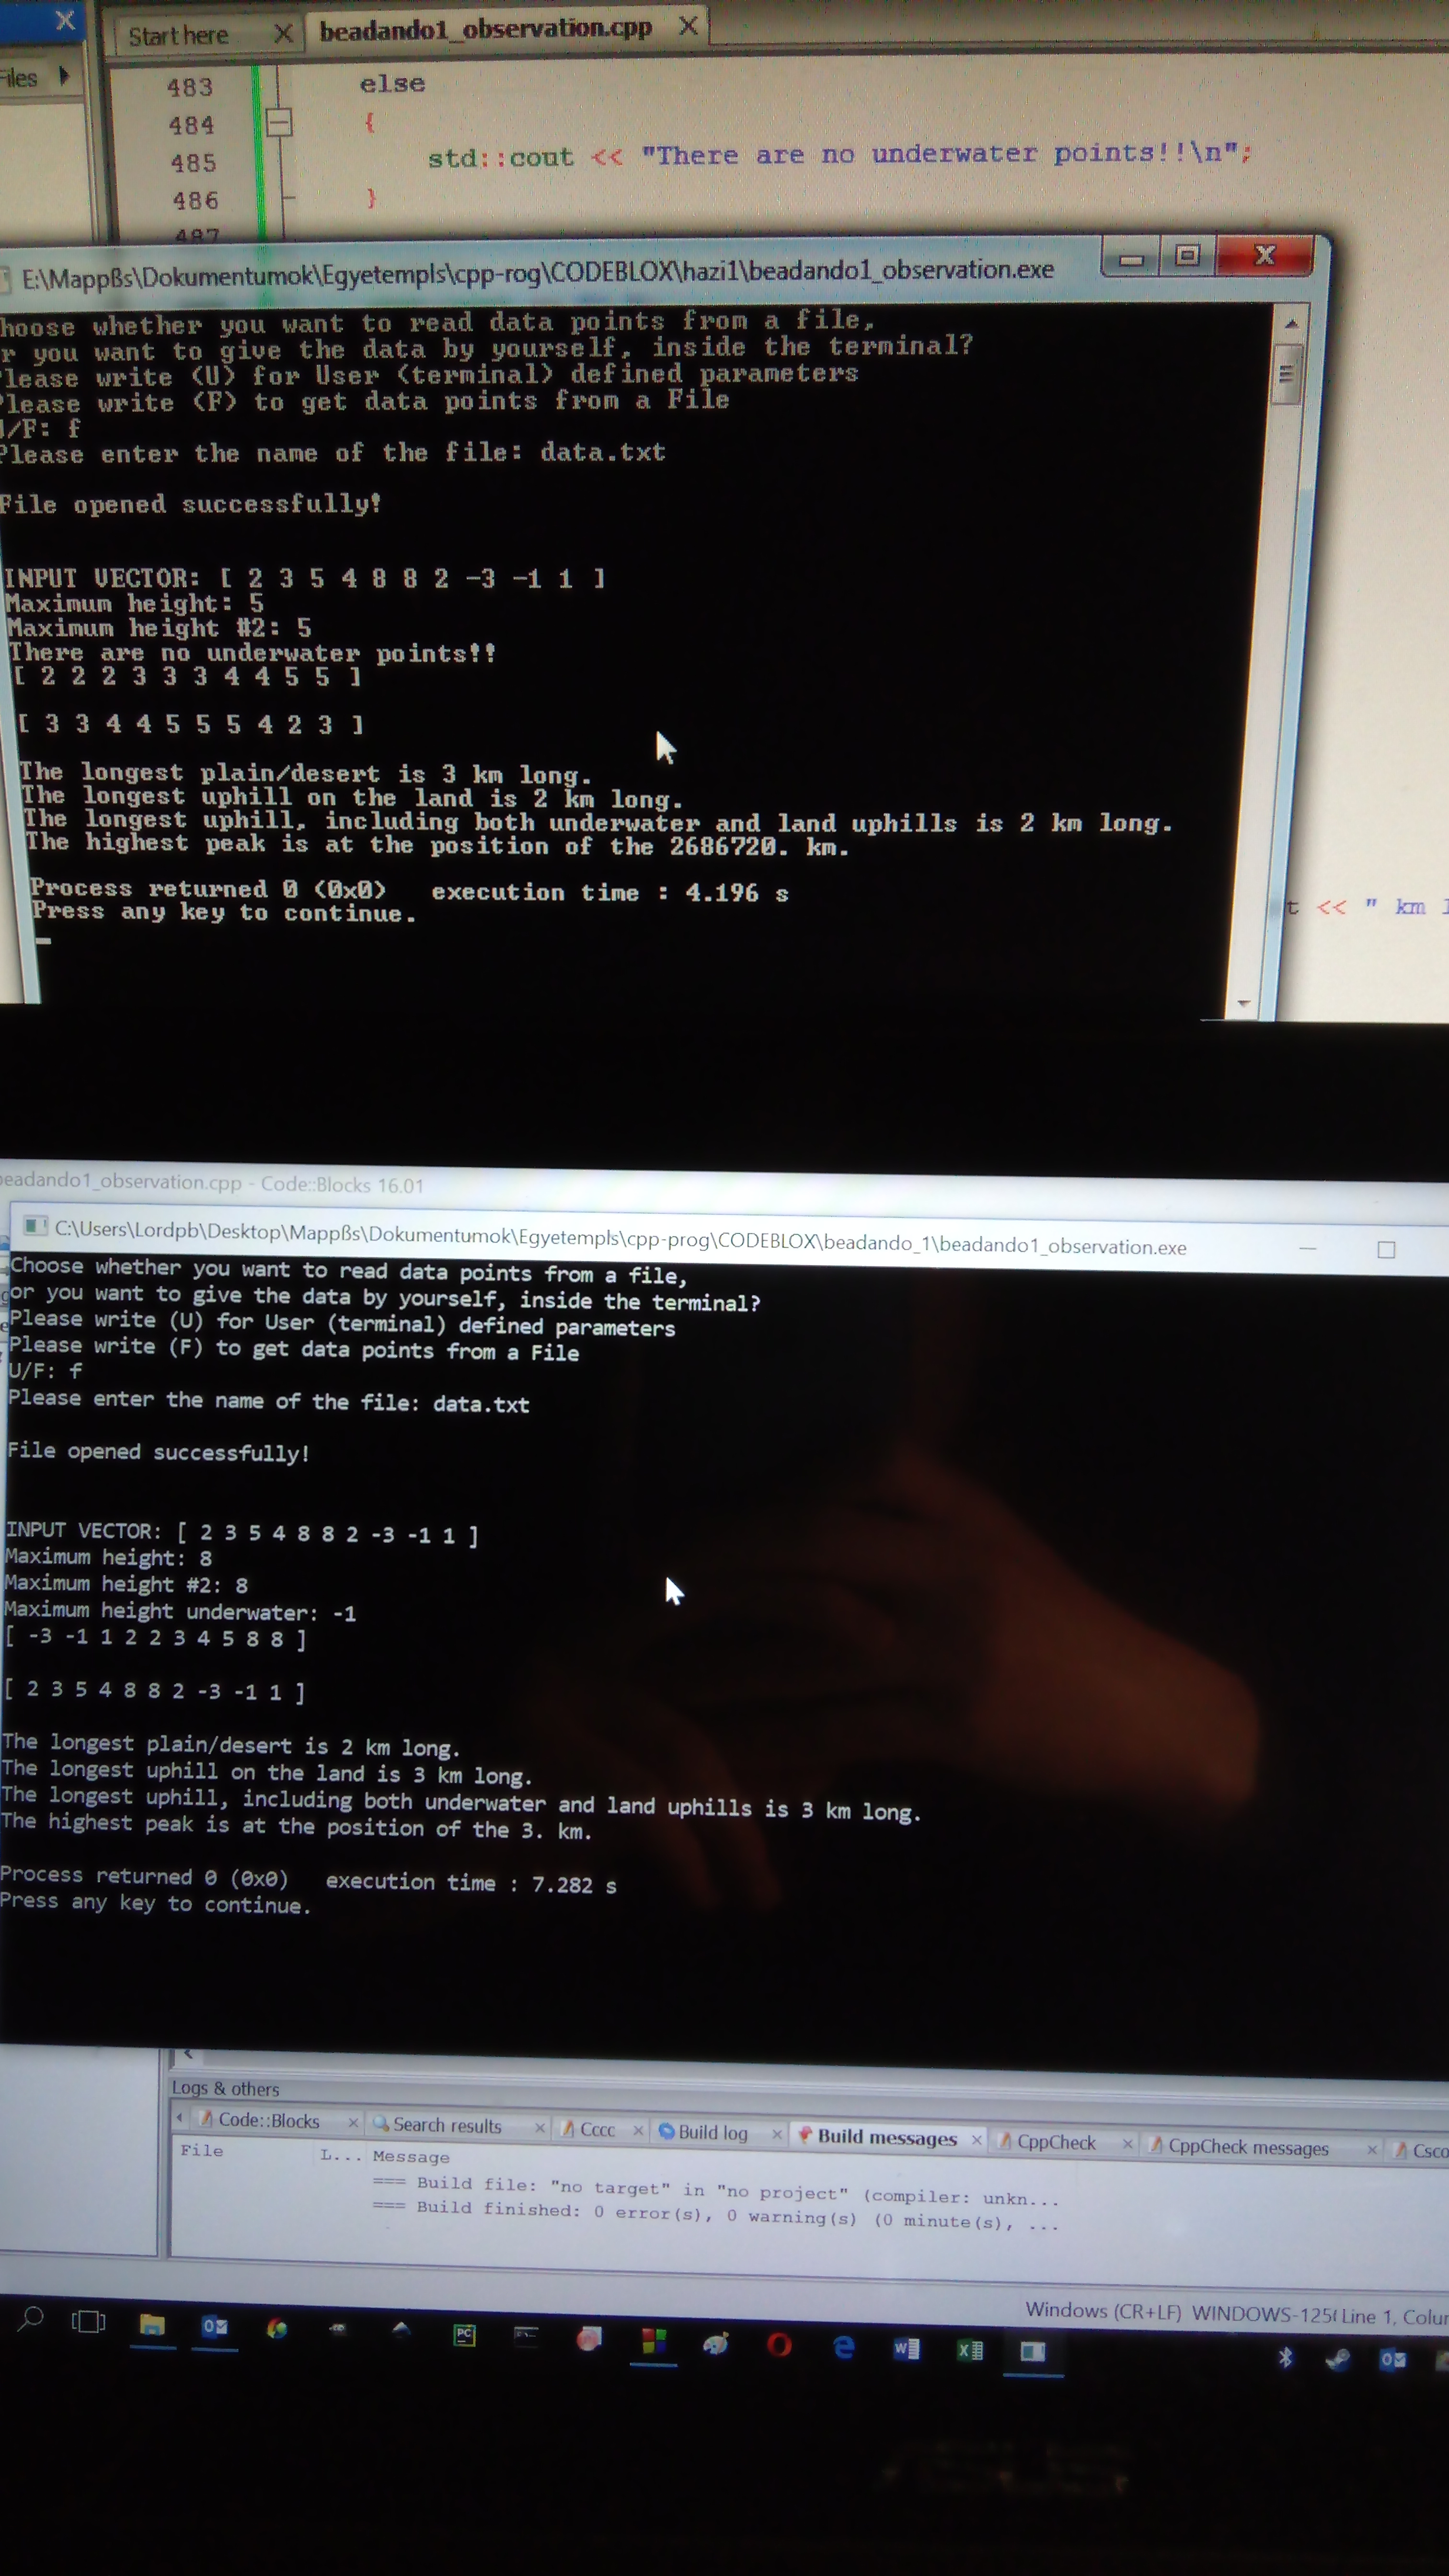 Start here
beadando1_observation.cpp
Files
483 else
484 {
485 std::cout << "There are no underwater points!!\n";
486 }
487
E:\Mappßs\Dokumentumok\Egyetempls\cpp-rog\CODEBLOX\hazi1\beadando1_observation.exe
hoose whether you want to read data points from a file,
r you want to give the data by yourself, inside the terminal?
lease write (U) for User (terminal) defined parameters
lease write (F) to get data points from a File
/F: f
Please enter the name of the file: data.txt
File opened successfully!
INPUT VECTOR: [ 2 3 5 4 8 8 2 -3 -1 1 ]
Maximum height: 5
Maximum height #2: 5
There are no underwater points!!
[ 2 2 2 3 3 3 4 4 5 5 ]
[ 3 3 4 4 5 5 5 4 2 3 ]
The longest plain/desert is 3 km long.
The longest uphill on the land is 2 km long.
The longest uphill, including both underwater and land uphills is 2 km long.
The highest peak is at the position of the 2686720. km.
Process returned 0 (0x0)   execution time : 4.196 s
t << " km l
Press any key to continue.
beadando1_observation.cpp - Code::Blocks 16.01
C:\Users\Lordpb\Desktop\Mappßs\Dokumentumok\Egyetempls\cpp-prog\CODEBLOX\beadando_1\beadando1_observation.exe
Choose whether you want to read data points from a file,
or you want to give the data by yourself, inside the terminal?
Please write (U) for User (terminal) defined parameters
Please write (F) to get data points from a File
U/F: f
Please enter the name of the file: data.txt
File opened successfully!
INPUT VECTOR: [ 2 3 5 4 8 8 2 -3 -1 1 ]
Maximum height: 8
Maximum height #2: 8
Maximum height underwater: -1
[ -3 -1 1 2 2 3 4 5 8 8 ]
[ 2 3 5 4 8 8 2 -3 -1 1 ]
The longest plain/desert is 2 km long.
The longest uphill on the land is 3 km long.
The longest uphill, including both underwater and land uphills is 3 km long.
The highest peak is at the position of the 3. km.
Process returned 0 (0x0)   execution time : 7.282 s
Press any key to continue.
Logs & others
Code::Blocks Search results Cccc Build log Build messages CppCheck CppCheck messages Csco
File L... Message
=== Build file: "no target" in "no project" (compiler: unkn...
=== Build finished: 0 error(s), 0 warning(s) (0 minute(s), ...
Windows (CR+LF) WINDOWS-125 Line 1, Colu